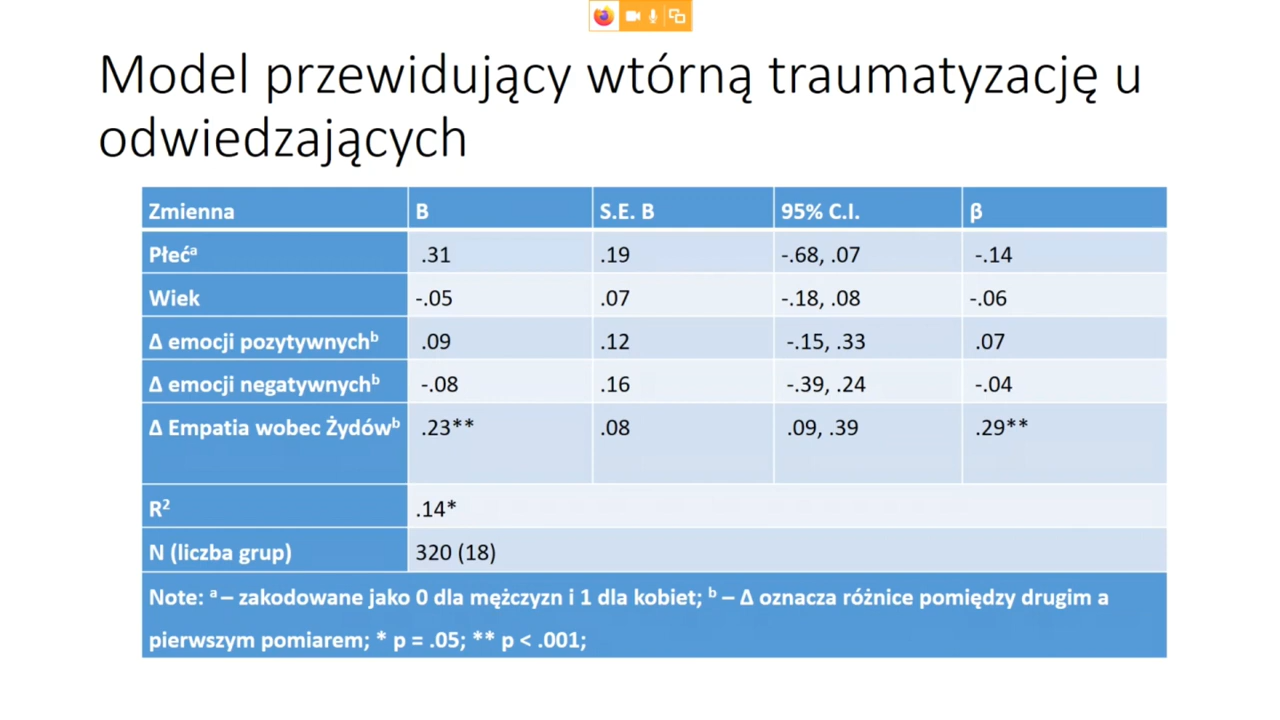 Model przewidujący wtórną traumatyzację u
odwiedzających
Zmienna B S.E. B 95% C.I. β
Płećᵃ .31 .19 -.68, .07 -.14
Wiek -.05 .07 -.18, .08 -.06
Δ emocji pozytywnychᵇ .09 .12 -.15, .33 .07
Δ emocji negatywnychᵇ -.08 .16 -.39, .24 -.04
Δ Empatia wobec Żydówᵇ .23** .08 .09, .39 .29**
R² .14*
N (liczba grup) 320 (18)
Note: ᵃ – zakodowane jako 0 dla mężczyzn i 1 dla kobiet; ᵇ – Δ oznacza różnice pomiędzy drugim a
pierwszym pomiarem; * p = .05; ** p < .001;